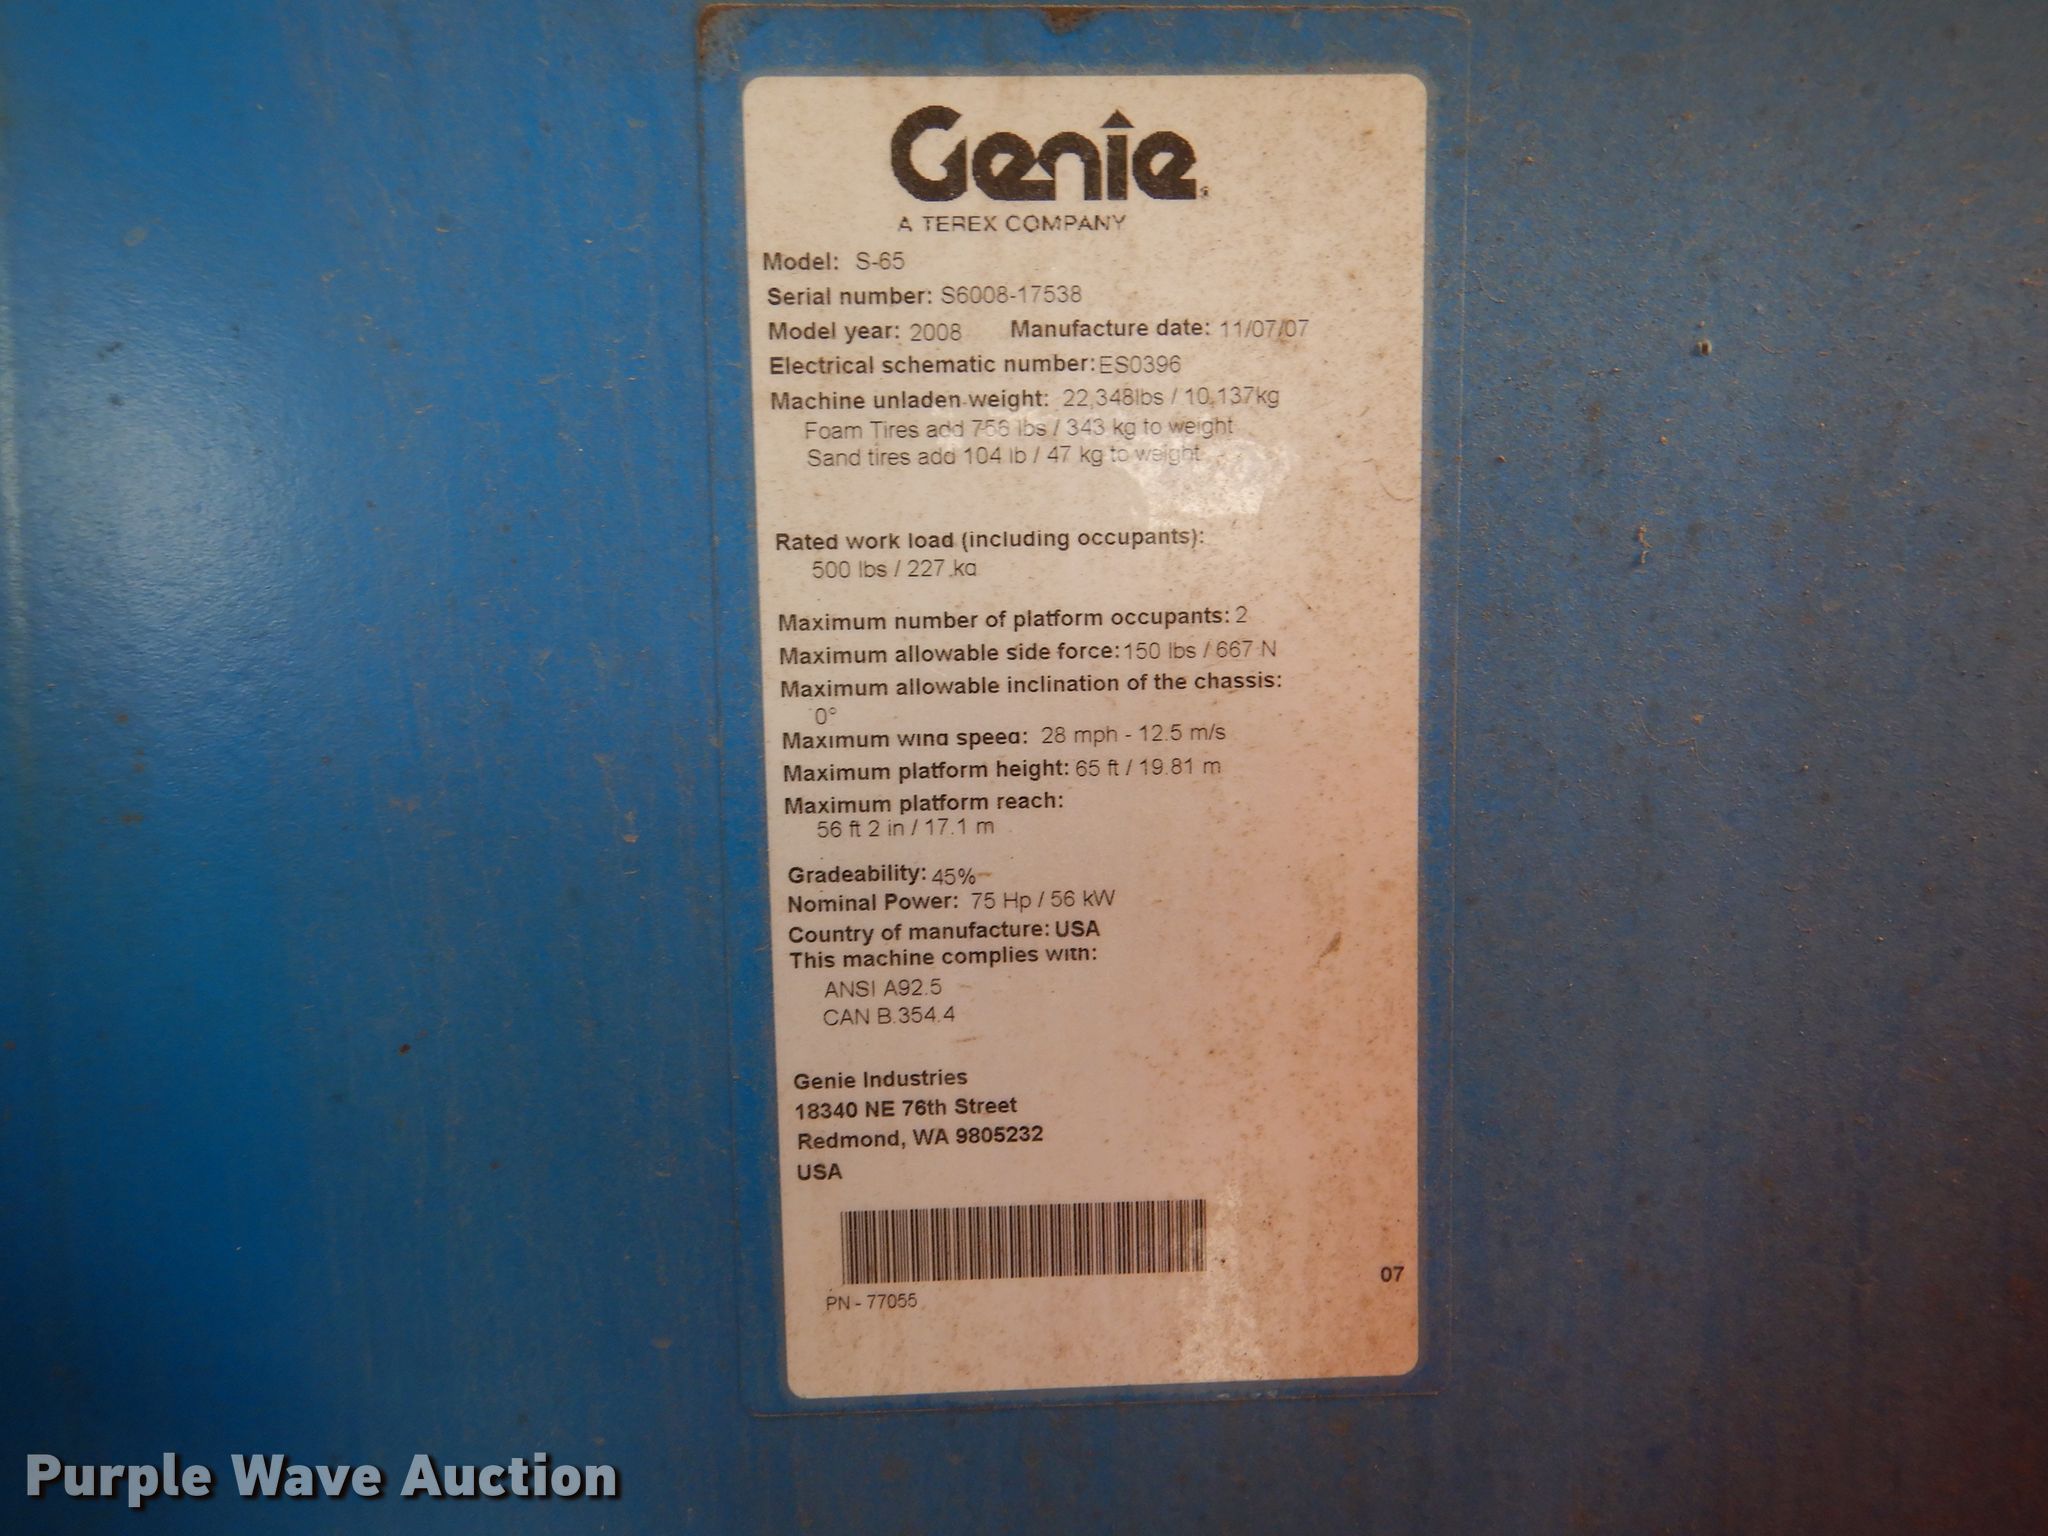 Genie
A TEREX COMPANY
Model: S-65
Serial number: S6008-17538
Model year: 2008 Manufacture date: 11/07/07
Electrical schematic number: ES0396
Machine unladen weight: 22,348lbs / 10,137kg
Foam Tires add 756 lbs / 343 kg to weight
Sand tires add 104 lb / 47 kg to weight
Rated work load (including occupants):
500 lbs / 227 kg
Maximum number of platform occupants: 2
Maximum allowable side force: 150 lbs / 667 N
Maximum allowable inclination of the chassis:
0°
Maximum wind speed: 28 mph - 12.5 m/s
Maximum platform height: 65 ft / 19.81 m
Maximum platform reach:
56 ft 2 in / 17.1 m
Gradeability: 45%
Nominal Power: 75 Hp / 56 kW
Country of manufacture: USA
This machine complies with:
ANSI A92.5
CAN B.354.4
Genie Industries
18340 NE 76th Street
Redmond, WA 9805232
USA
07
PN - 77055
Purple Wave Auction